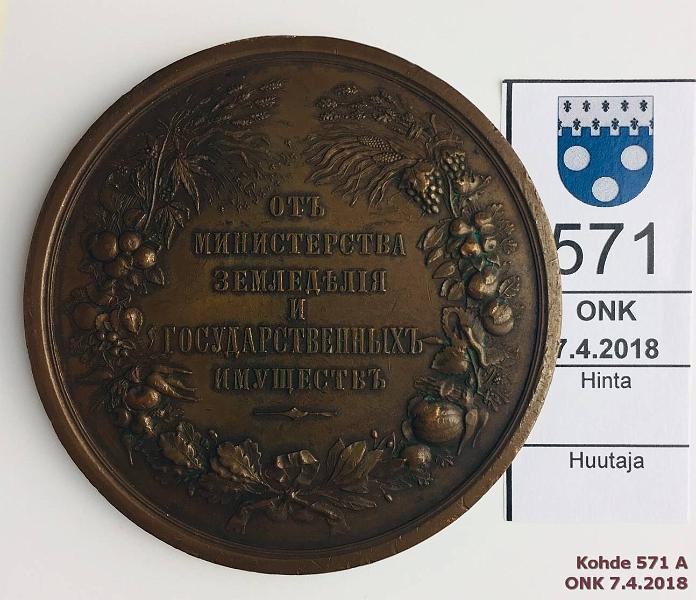 ОТЪ
МИНИСТЕРСТВА
ЗЕМЛЕДѢЛІЯ
И
ГОСУДАРСТВЕННЫХЪ
ИМУЩЕСТВЪ
571
ONK
7.4.2018
Hinta
Huutaja
Kohde 571 A
ONK 7.4.2018